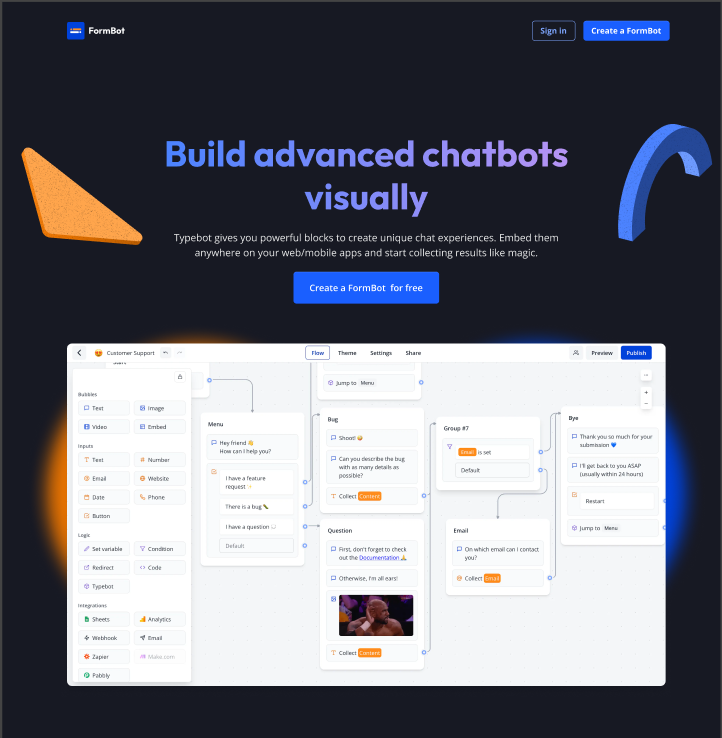 FormBot
Sign in
Create a FormBot
Build advanced chatbots
visually
Typebot gives you powerful blocks to create unique chat experiences. Embed them
anywhere on your web/mobile apps and start collecting results like magic.
Create a FormBot for free
Customer Support
Flow
Theme
Settings
Share
Preview
Publish
Bubbles
Text
Image
Video
Embed
Inputs
Text
Number
Email
Website
Date
Phone
Button
Logic
Set variable
Condition
Redirect
Code
Typebot
Integrations
Sheets
Analytics
Webhook
Email
Zapier
Make.com
Pabbly
Menu
Hey friend 👋
How can I help you?
I have a feature
request
There is a bug 🐛
I have a question
Default
Jump to Menu
Bug
Shoot! 🤪
Can you describe the bug
with as many details as
possible?
Collect Content
Question
First, don't forget to check
out the Documentation 🙏
Otherwise, I'm all ears!
Collect Content
Group #7
Email is set
Default
Email
On which email can I contact
you?
Collect Email
Bye
Thank you so much for your
submission 💙
I'll get back to you ASAP
(usually within 24 hours)
Restart
Jump to Menu